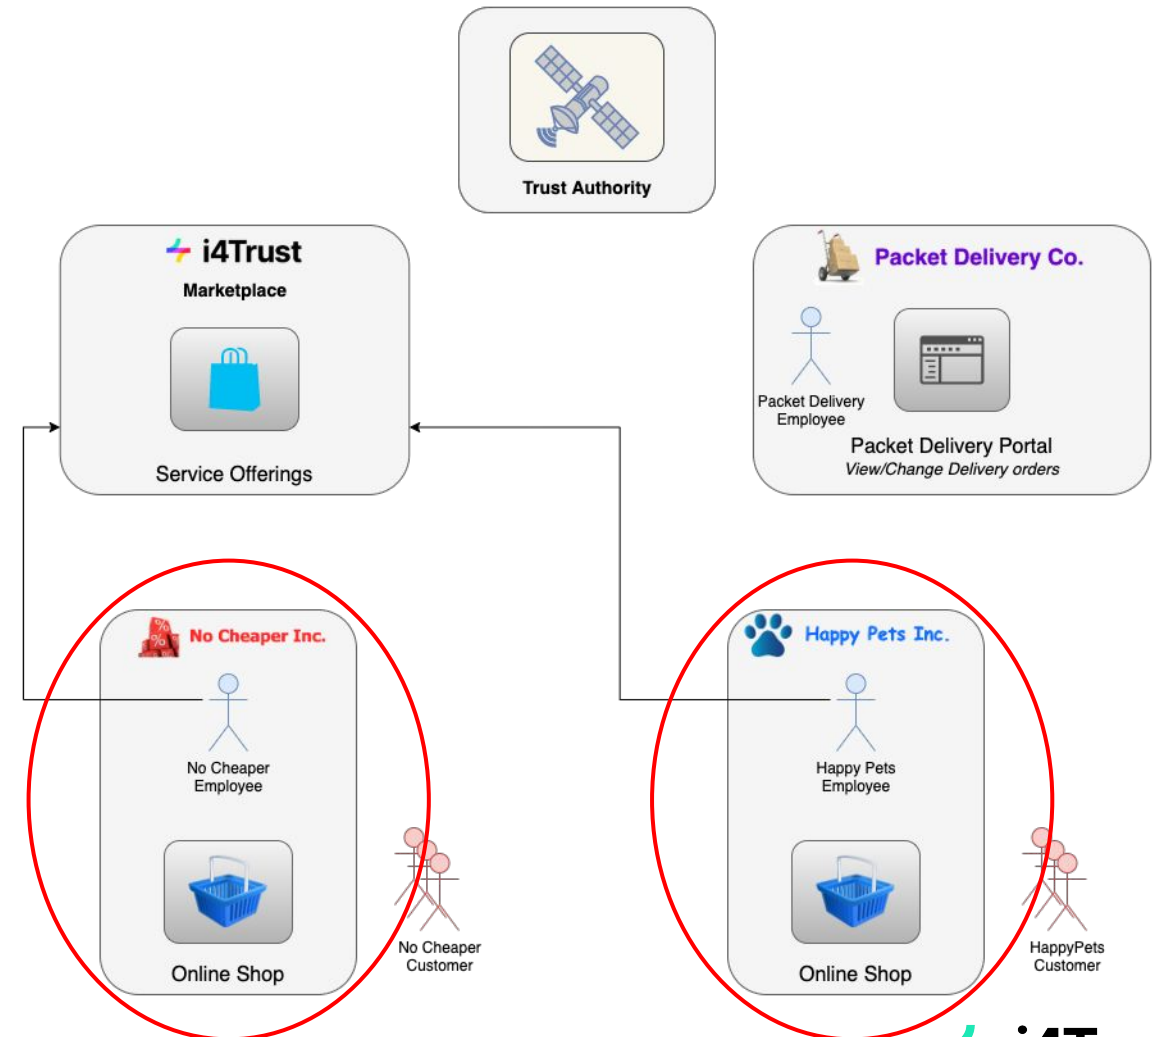 Trust Authority
i4Trust
Marketplace
Service Offerings
Packet Delivery Co.
Packet Delivery
Employee
Packet Delivery Portal
View/Change Delivery orders
% 
%
No Cheaper Inc.
No Cheaper
Employee
Online Shop
No Cheaper
Customer
Happy Pets Inc.
Happy Pets
Employee
Online Shop
HappyPets
Customer